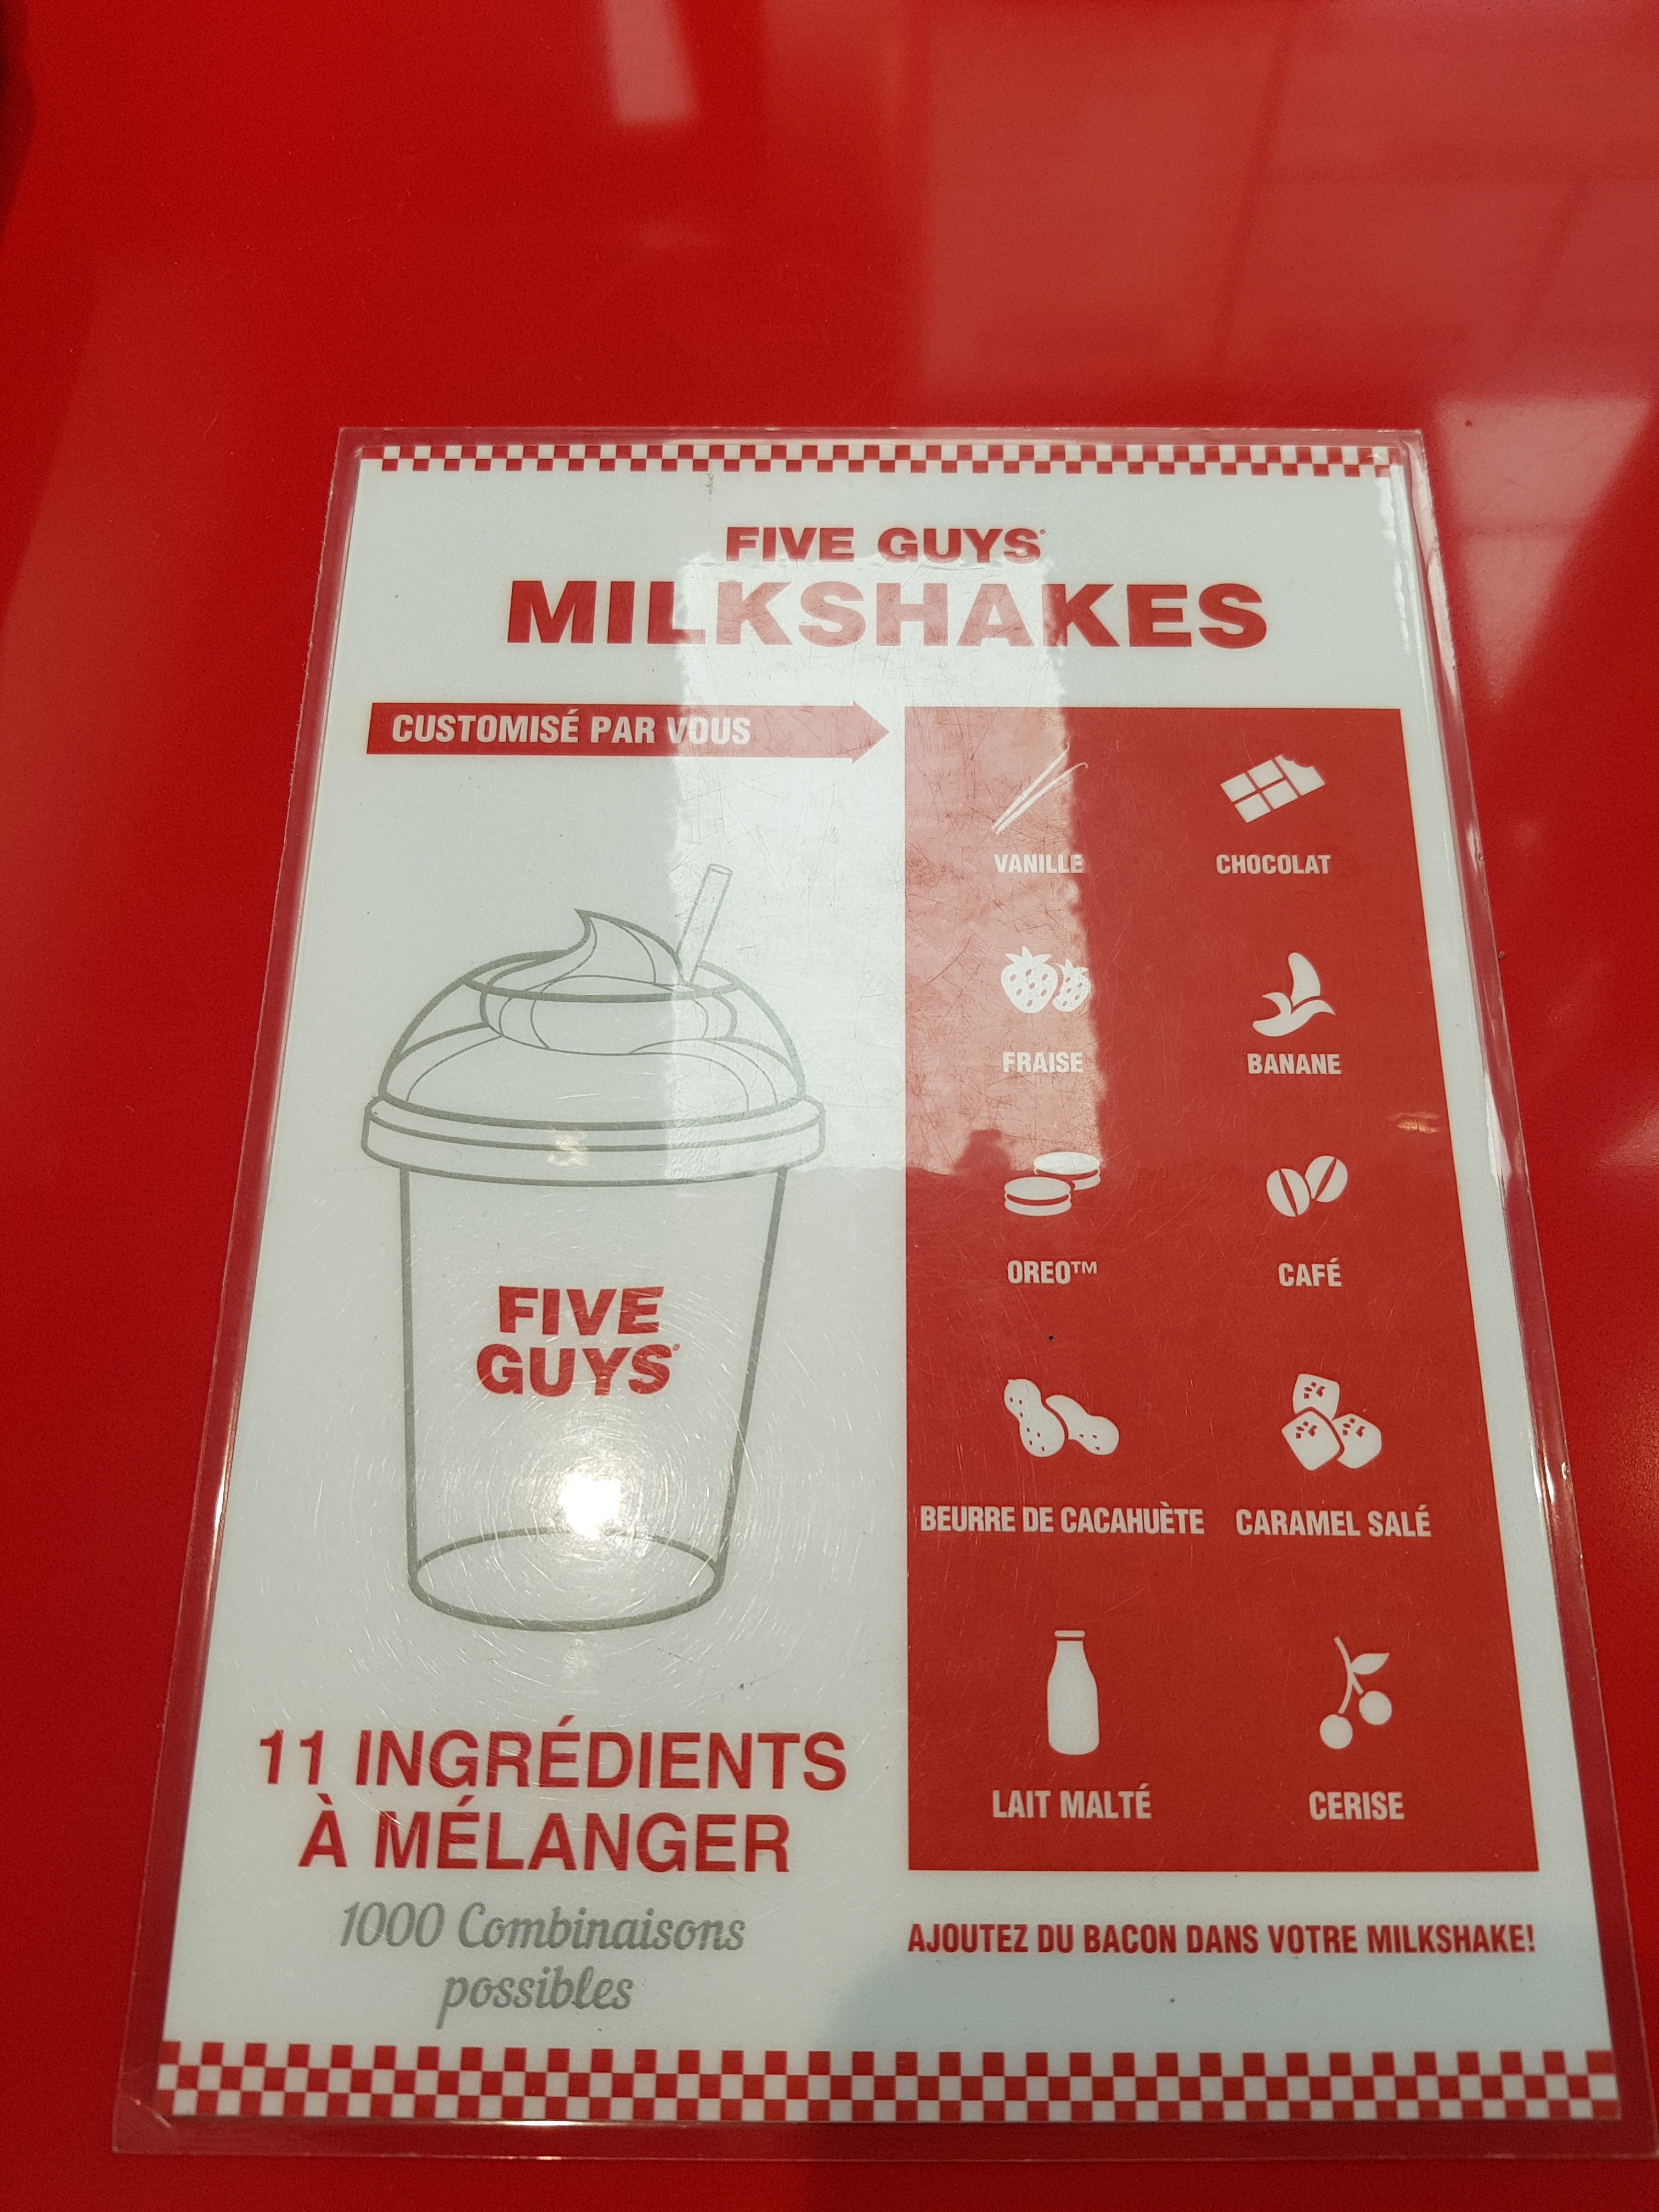 FIVE GUYS®
MILKSHAKES
CUSTOMISÉ PAR VOUS
VANILLE
CHOCOLAT
FRAISE
BANANE
OREO™
CAFÉ
BEURRE DE CACAHUÈTE
CARAMEL SALÉ
LAIT MALTÉ
CERISE
FIVE
GUYS®
11 INGRÉDIENTS
À MÉLANGER
1000 Combinaisons
possibles
AJOUTEZ DU BACON DANS VOTRE MILKSHAKE!